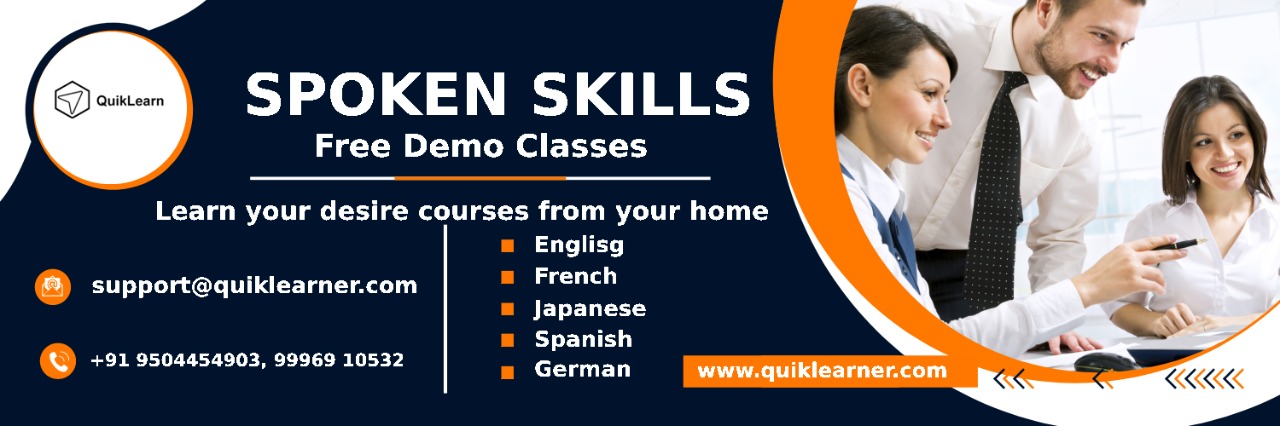 QuikLearn
SPOKEN SKILLS
Free Demo Classes
Learn your desire courses from your home
support@quiklearner.com
+91 9504454903, 99969 10532
Englisg
French
Japanese
Spanish
German
www.quiklearner.com